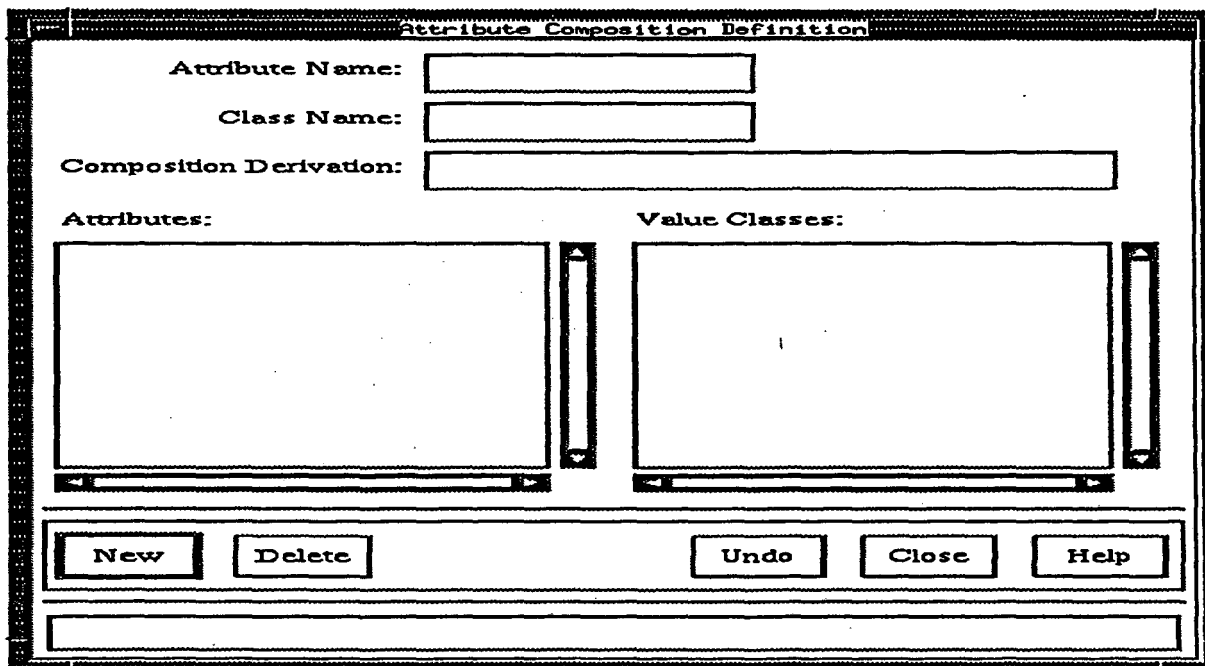 Attribute Composition Definition
Attribute Name:
Class Name:
Composition Derivation:
Attributes: Value Classes:
New Delete Undo Close Help